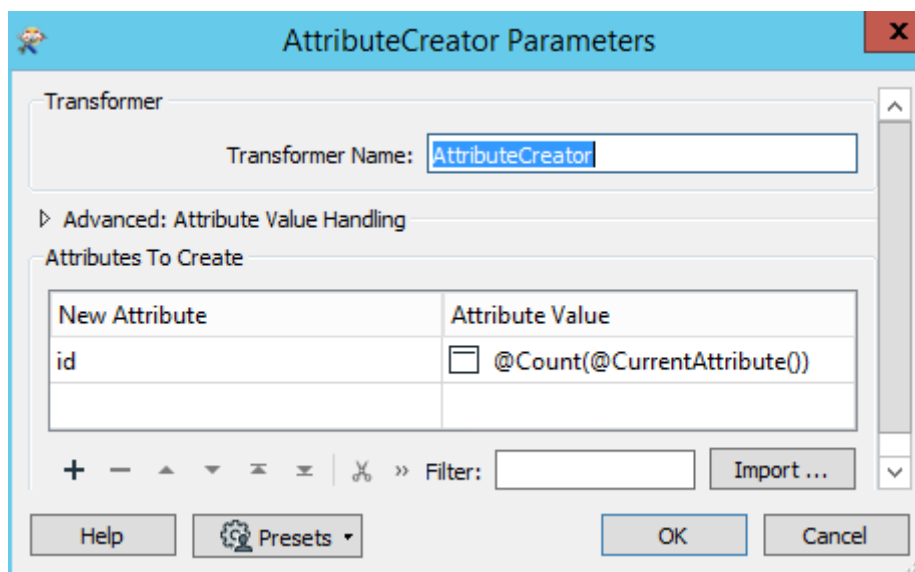 AttributeCreator Parameters
x
Transformer
Transformer Name: AttributeCreator
Advanced: Attribute Value Handling
Attributes To Create
New Attribute Attribute Value
id @Count(@CurrentAttribute())
Filter: Import ...
Help Presets OK Cancel